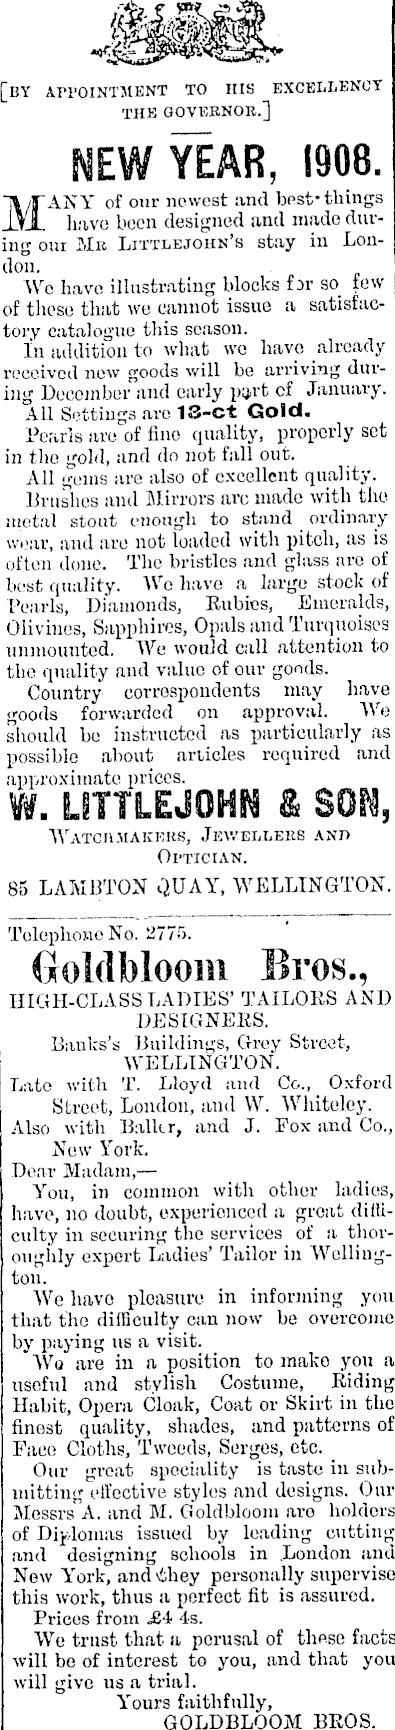 [BY APPOINTMENT TO HIS EXCELLENCY
THE GOVERNOR.]
NEW YEAR, 1908.
MANY of our newest and best things
have been designed and made dur-
ing our MR LITTLEJOHN'S stay in Lon-
don.
We have illustrating blocks for so few
of these that we cannot issue a satisfac-
tory catalogue this season.
In addition to what we have already
received new goods will be arriving dur-
ing December and early part of January.
All Settings are 18-ct Gold.
Pearls are of fine quality, properly set
in the gold, and do not fall out.
All gems are also of excellent quality.
Brushes and Mirrors are made with the
metal stout enough to stand ordinary
wear, and are not loaded with pitch, as is
often done. The bristles and glass are of
best quality. We have a large stock of
Pearls, Diamonds, Rubies, Emeralds,
Olivines, Sapphires, Opals and Turquoises
unmounted. We would call attention to
the quality and value of our goods.
Country correspondents may have
goods forwarded on approval. We
should be instructed as particularly as
possible about articles required and
approximate prices.
W. LITTLEJOHN & SON,
WATCHMAKERS, JEWELLERS AND
OPTICIAN.
85 LAMBTON QUAY, WELLINGTON.
Telephone No. 2775.
Goldbloom Bros.,
HIGH-CLASS LADIES' TAILORS AND
DESIGNERS.
Banks's Buildings, Grey Street,
WELLINGTON.
Late with T. Lloyd and Co., Oxford
Street, London, and W. Whiteley.
Also with Baller, and J. Fox and Co.,
New York.
Dear Madam,—
You, in common with other ladies,
have, no doubt, experienced a great diffi-
culty in securing the services of a thor-
oughly expert Ladies' Tailor in Welling-
ton.
We have pleasure in informing you
that the difficulty can now be overcome
by paying us a visit.
We are in a position to make you a
useful and stylish Costume, Riding
Habit, Opera Cloak, Coat or Skirt in the
finest quality, shades, and patterns of
Face Cloths, Tweeds, Serges, etc.
Our great speciality is taste in sub-
mitting effective styles and designs. Our
Messrs A. and M. Goldbloom are holders
of Diplomas issued by leading cutting
and designing schools in London and
New York, and they personally supervise
this work, thus a perfect fit is assured.
Prices from £4 4s.
We trust that a perusal of these facts
will be of interest to you, and that you
will give us a trial.
Yours faithfully,
GOLDBLOOM BROS.